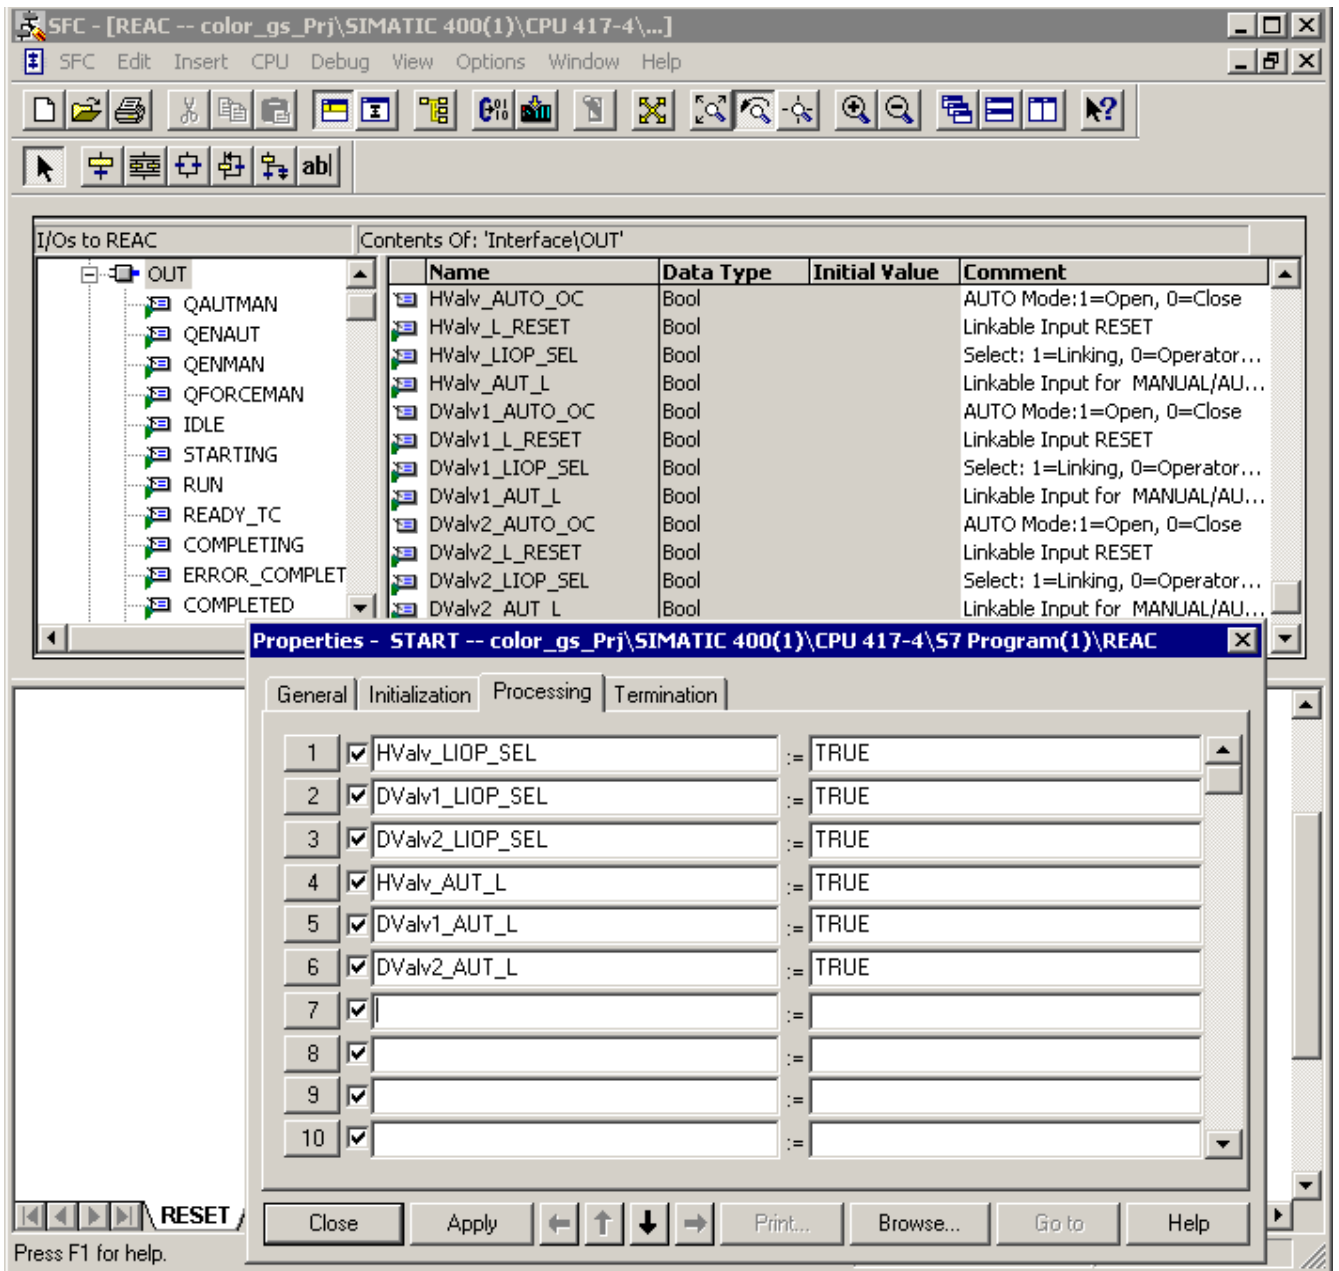 SFC - [REAC -- color_gs_Prj\SIMATIC 400(1)\CPU 417-4\...]
SFC Edit Insert CPU Debug View Options Window Help
ab|
I/Os to REAC
Contents Of: 'Interface\OUT'
OUT
QAUTMAN
QENAUT
QENMAN
QFORCEMAN
IDLE
STARTING
RUN
READY_TC
COMPLETING
ERROR_COMPLET
COMPLETED
Name Data Type Initial Value Comment
HValv_AUTO_OC Bool AUTO Mode:1=Open, 0=Close
HValv_L_RESET Bool Linkable Input RESET
HValv_LIOP_SEL Bool Select: 1=Linking, 0=Operator...
HValv_AUT_L Bool Linkable Input for MANUAL/AU...
DValv1_AUTO_OC Bool AUTO Mode:1=Open, 0=Close
DValv1_L_RESET Bool Linkable Input RESET
DValv1_LIOP_SEL Bool Select: 1=Linking, 0=Operator...
DValv1_AUT_L Bool Linkable Input for MANUAL/AU...
DValv2_AUTO_OC Bool AUTO Mode:1=Open, 0=Close
DValv2_L_RESET Bool Linkable Input RESET
DValv2_LIOP_SEL Bool Select: 1=Linking, 0=Operator...
DValv2_AUT_L Bool Linkable Input for MANUAL/AU...
Properties - START -- color_gs_Prj\SIMATIC 400(1)\CPU 417-4\S7 Program(1)\REAC
General Initialization Processing Termination
1 HValv_LIOP_SEL := TRUE
2 DValv1_LIOP_SEL := TRUE
3 DValv2_LIOP_SEL := TRUE
4 HValv_AUT_L := TRUE
5 DValv1_AUT_L := TRUE
6 DValv2_AUT_L := TRUE
7 :=
8 :=
9 :=
10 :=
Close Apply Print... Browse... Go to Help
RESET
Press F1 for help.